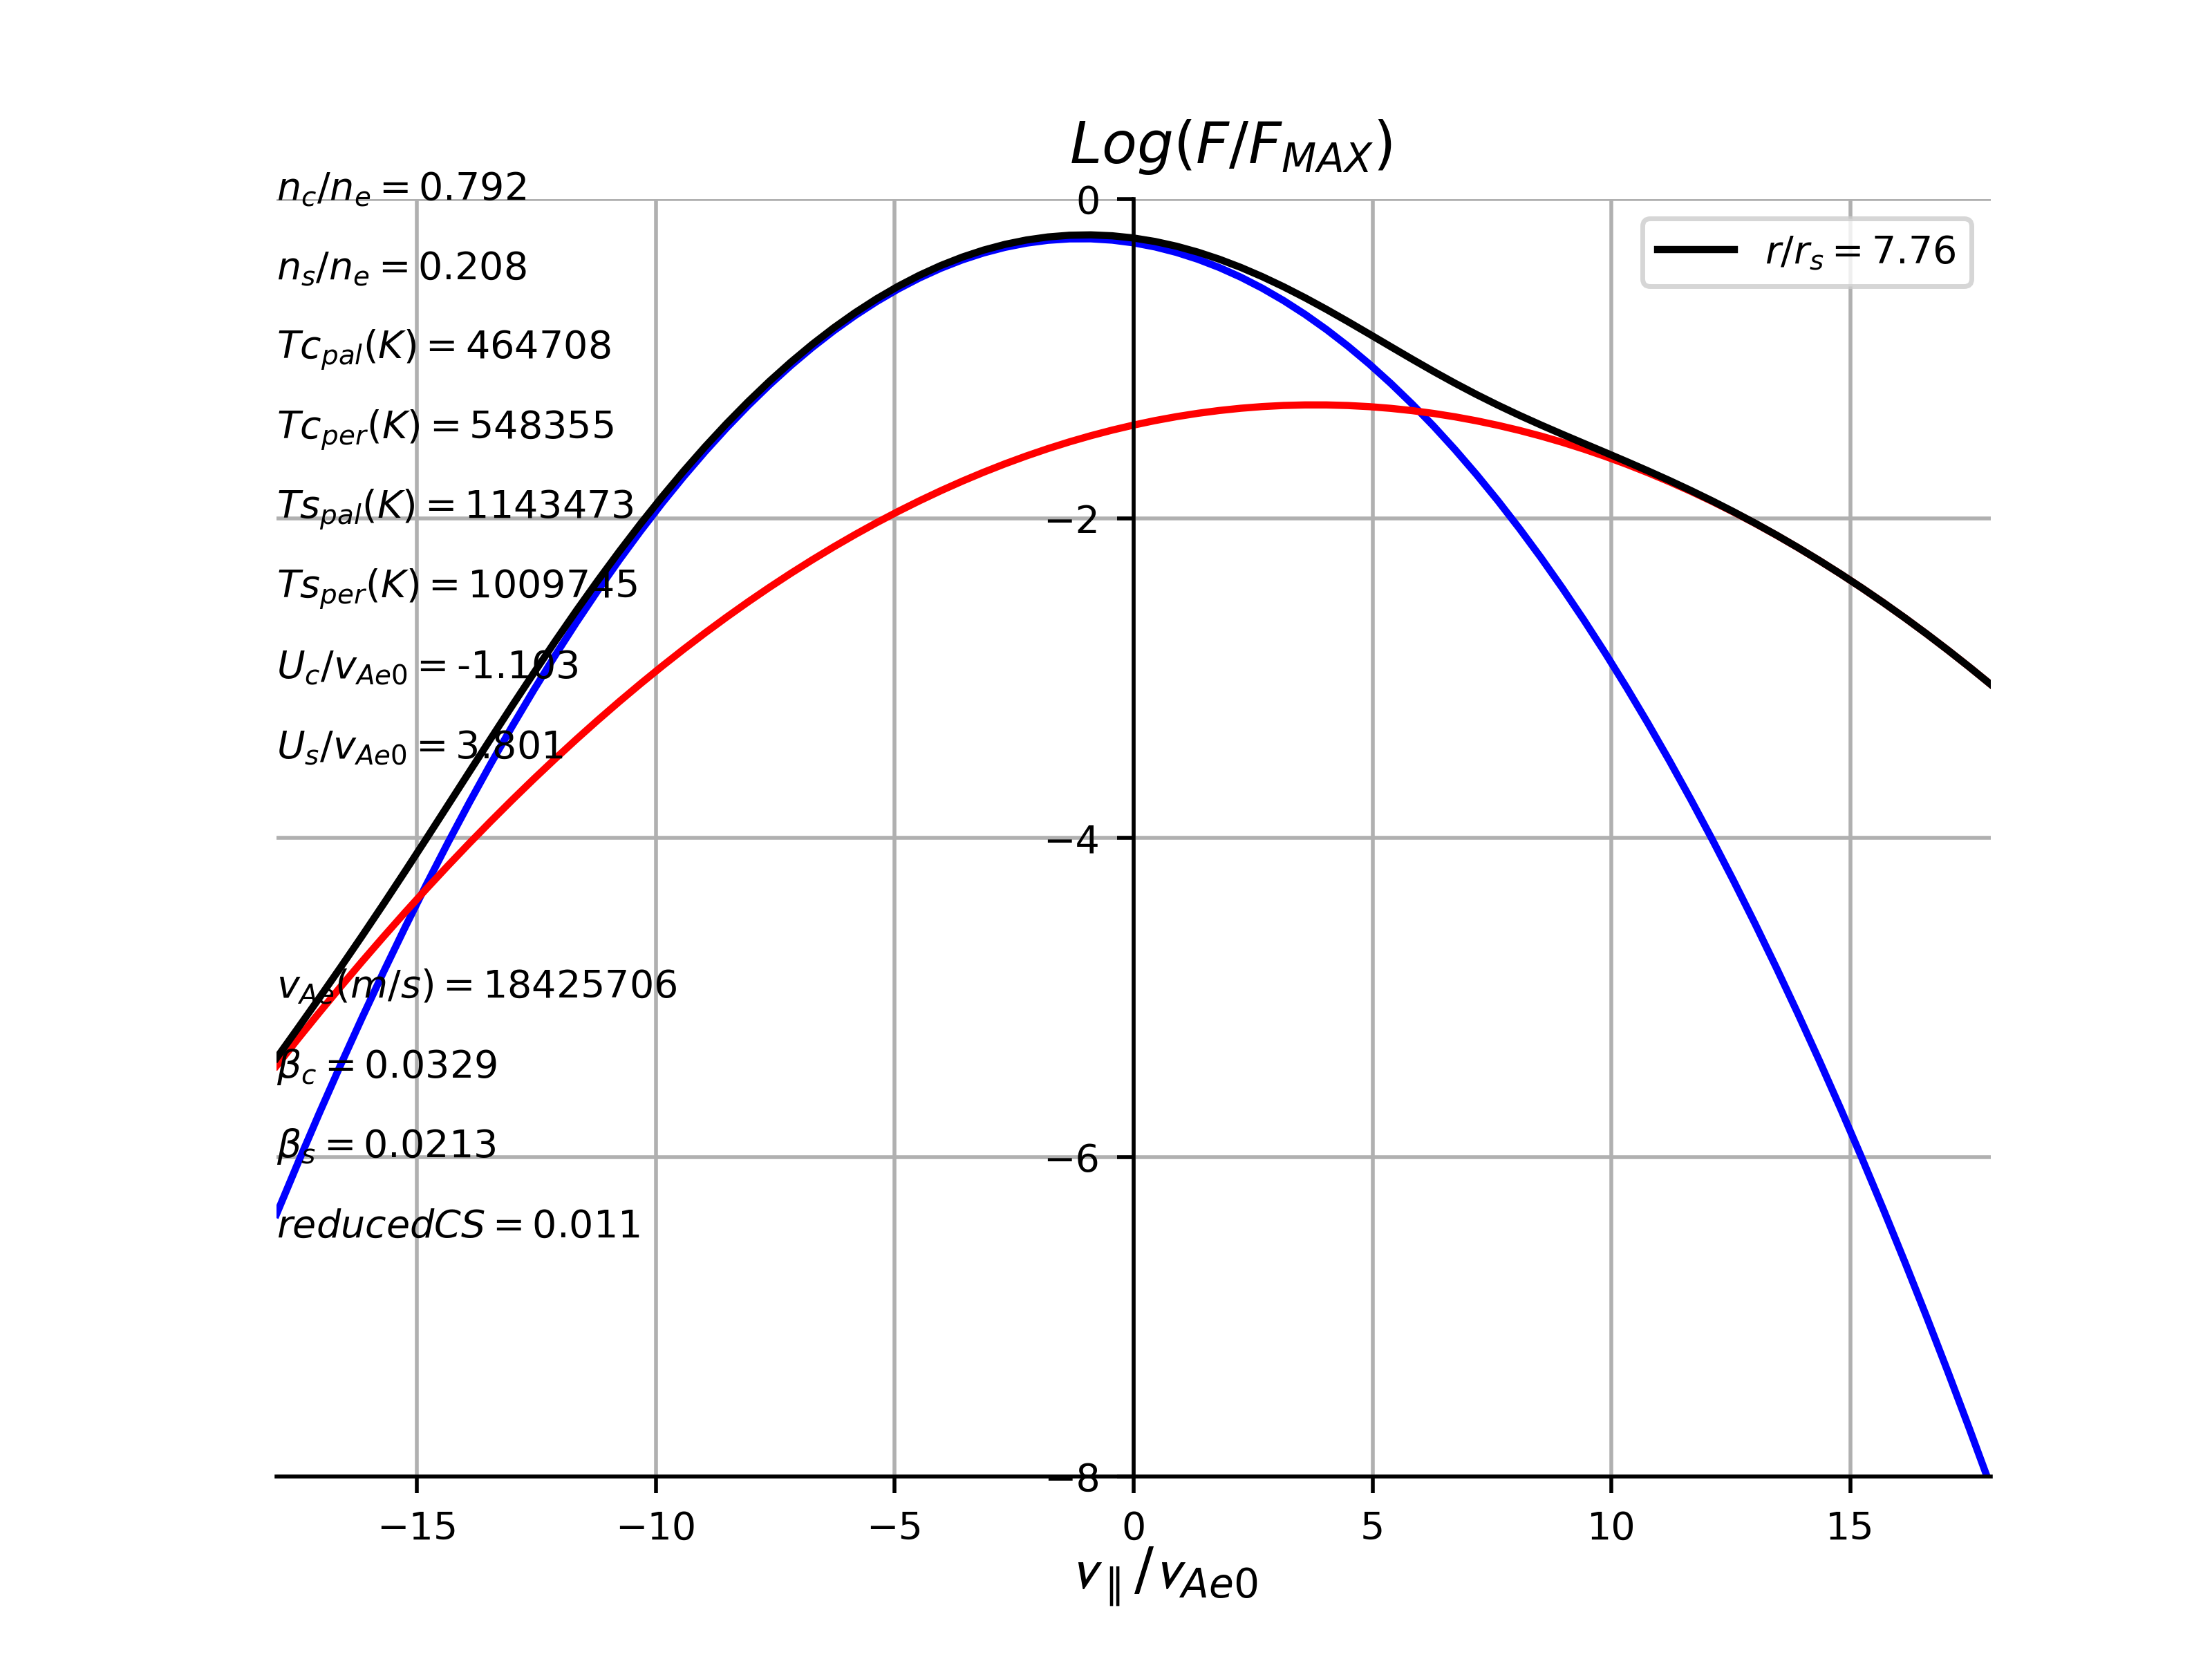 Log(F/F_MAX)
n_c/n_e = 0.792
0
r/r_s = 7.76
n_s/n_e = 0.208
Tc_pal(K) = 464708
Tc_per(K) = 548355
Ts_pal(K) = 1143473
−2
Ts_per(K) = 1009745
U_c/v_Ae0 = -1.193
U_s/v_Ae0 = 3.801
−4
v_Ae(m/s) = 18425706
β_c = 0.0329
β_s = 0.0213
−6
reducedCS = 0.011
−8
−15 −10 −5 0 5 10 15
v_∥/v_Ae0